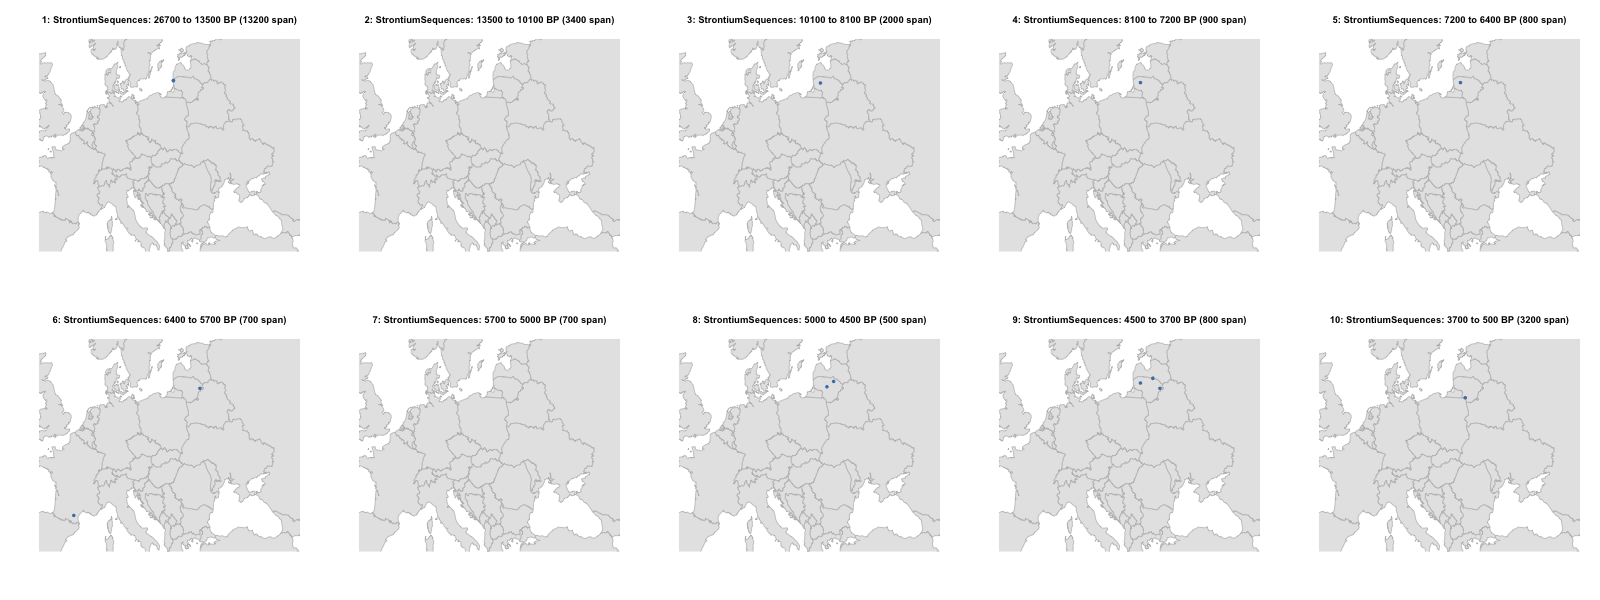 1: StrontiumSequences: 26700 to 13500 BP (13200 span)
2: StrontiumSequences: 13500 to 10100 BP (3400 span)
3: StrontiumSequences: 10100 to 8100 BP (2000 span)
4: StrontiumSequences: 8100 to 7200 BP (900 span)
5: StrontiumSequences: 7200 to 6400 BP (800 span)
6: StrontiumSequences: 6400 to 5700 BP (700 span)
7: StrontiumSequences: 5700 to 5000 BP (700 span)
8: StrontiumSequences: 5000 to 4500 BP (500 span)
9: StrontiumSequences: 4500 to 3700 BP (800 span)
10: StrontiumSequences: 3700 to 500 BP (3200 span)